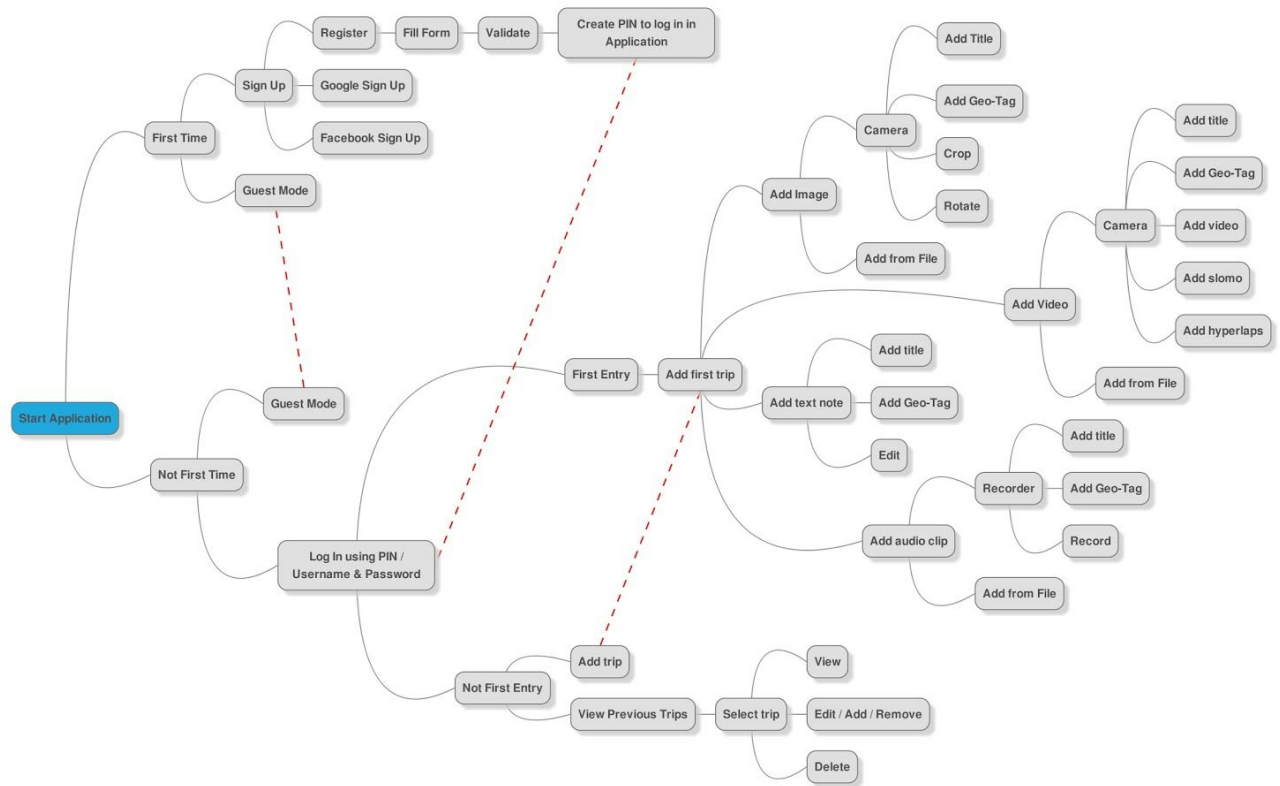 Start Application
First Time
Sign Up
Register
Fill Form
Validate
Create PIN to log in in
Application
Google Sign Up
Facebook Sign Up
Guest Mode
Not First Time
Guest Mode
Log In using PIN /
Username & Password
First Entry
Add first trip
Add Image
Camera
Add Title
Add Geo-Tag
Crop
Rotate
Add from File
Add Video
Camera
Add title
Add Geo-Tag
Add video
Add slomo
Add hyperlaps
Add from File
Add text note
Add title
Add Geo-Tag
Edit
Add audio clip
Recorder
Add title
Add Geo-Tag
Record
Add from File
Not First Entry
Add trip
View Previous Trips
Select trip
View
Edit / Add / Remove
Delete